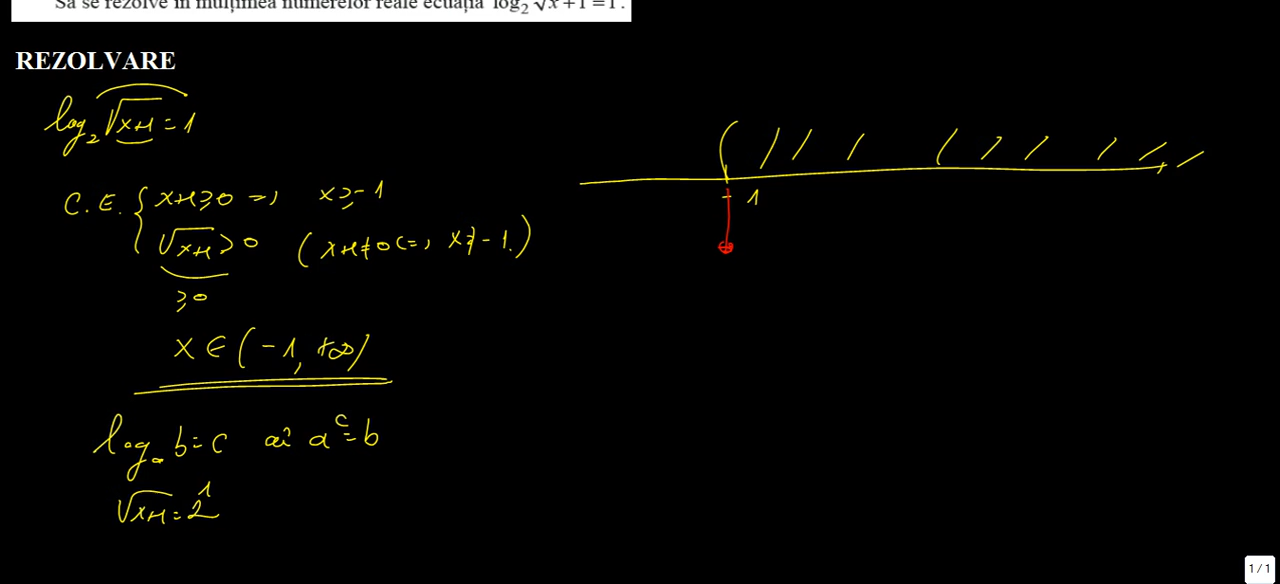 Să se rezolve în mulțimea numerelor reale ecuația log₂ √x+1 = 1 .
REZOLVARE
log₂ √x+1 = 1
C.E. { x+1 ≥ 0 => x ≥ -1
√x+1 > 0 ( x+1 ≠ 0 <=> x ≠ -1. )
≥ 0
x ∈ (-1, +∞)
logₐ b = c aî aᶜ = b
√x+1 = 2¹
-1
1 / 1